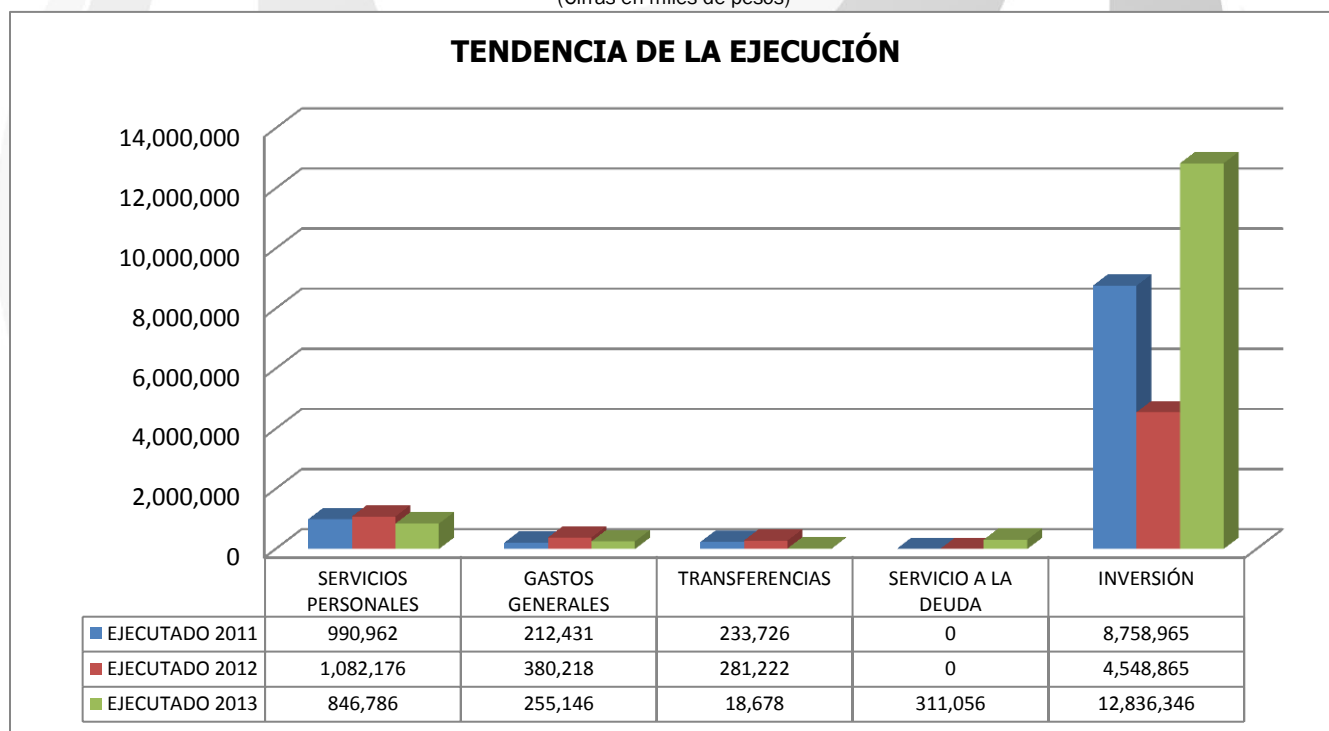 (Cifras en miles de pesos)
TENDENCIA DE LA EJECUCIÓN
14,000,000
12,000,000
10,000,000
8,000,000
6,000,000
4,000,000
2,000,000
0
SERVICIOS PERSONALES GASTOS GENERALES TRANSFERENCIAS SERVICIO A LA DEUDA INVERSIÓN
EJECUTADO 2011 990,962 212,431 233,726 0 8,758,965
EJECUTADO 2012 1,082,176 380,218 281,222 0 4,548,865
EJECUTADO 2013 846,786 255,146 18,678 311,056 12,836,346